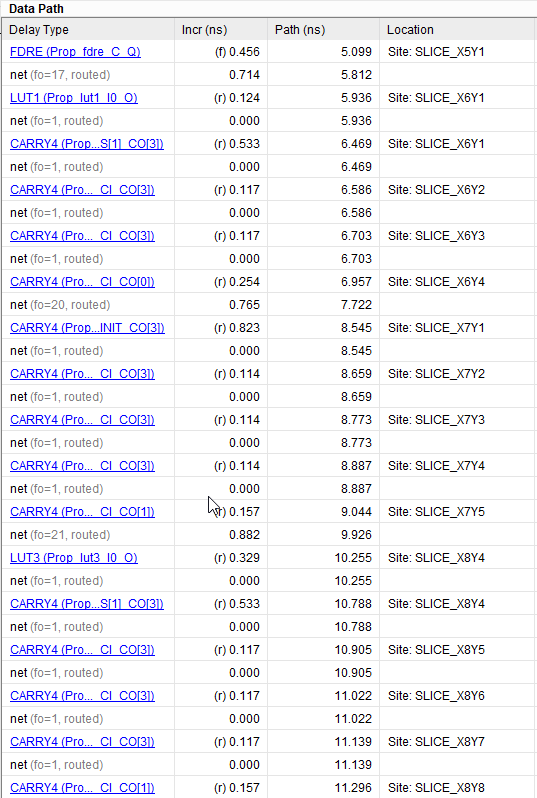 Data Path
Delay Type Incr (ns) Path (ns) Location
FDRE (Prop_fdre_C_Q) (f) 0.456 5.099 Site: SLICE_X5Y1
net (fo=17, routed) 0.714 5.812
LUT1 (Prop_lut1_I0_O) (r) 0.124 5.936 Site: SLICE_X6Y1
net (fo=1, routed) 0.000 5.936
CARRY4 (Prop...S[1]_CO[3]) (r) 0.533 6.469 Site: SLICE_X6Y1
net (fo=1, routed) 0.000 6.469
CARRY4 (Pro..._CI_CO[3]) (r) 0.117 6.586 Site: SLICE_X6Y2
net (fo=1, routed) 0.000 6.586
CARRY4 (Pro..._CI_CO[3]) (r) 0.117 6.703 Site: SLICE_X6Y3
net (fo=1, routed) 0.000 6.703
CARRY4 (Pro..._CI_CO[0]) (r) 0.254 6.957 Site: SLICE_X6Y4
net (fo=20, routed) 0.765 7.722
CARRY4 (Prop...INIT_CO[3]) (r) 0.823 8.545 Site: SLICE_X7Y1
net (fo=1, routed) 0.000 8.545
CARRY4 (Pro..._CI_CO[3]) (r) 0.114 8.659 Site: SLICE_X7Y2
net (fo=1, routed) 0.000 8.659
CARRY4 (Pro..._CI_CO[3]) (r) 0.114 8.773 Site: SLICE_X7Y3
net (fo=1, routed) 0.000 8.773
CARRY4 (Pro..._CI_CO[3]) (r) 0.114 8.887 Site: SLICE_X7Y4
net (fo=1, routed) 0.000 8.887
CARRY4 (Pro..._CI_CO[1]) (r) 0.157 9.044 Site: SLICE_X7Y5
net (fo=21, routed) 0.882 9.926
LUT3 (Prop_lut3_I0_O) (r) 0.329 10.255 Site: SLICE_X8Y4
net (fo=1, routed) 0.000 10.255
CARRY4 (Prop...S[1]_CO[3]) (r) 0.533 10.788 Site: SLICE_X8Y4
net (fo=1, routed) 0.000 10.788
CARRY4 (Pro..._CI_CO[3]) (r) 0.117 10.905 Site: SLICE_X8Y5
net (fo=1, routed) 0.000 10.905
CARRY4 (Pro..._CI_CO[3]) (r) 0.117 11.022 Site: SLICE_X8Y6
net (fo=1, routed) 0.000 11.022
CARRY4 (Pro..._CI_CO[3]) (r) 0.117 11.139 Site: SLICE_X8Y7
net (fo=1, routed) 0.000 11.139
CARRY4 (Pro..._CI_CO[1]) (r) 0.157 11.296 Site: SLICE_X8Y8